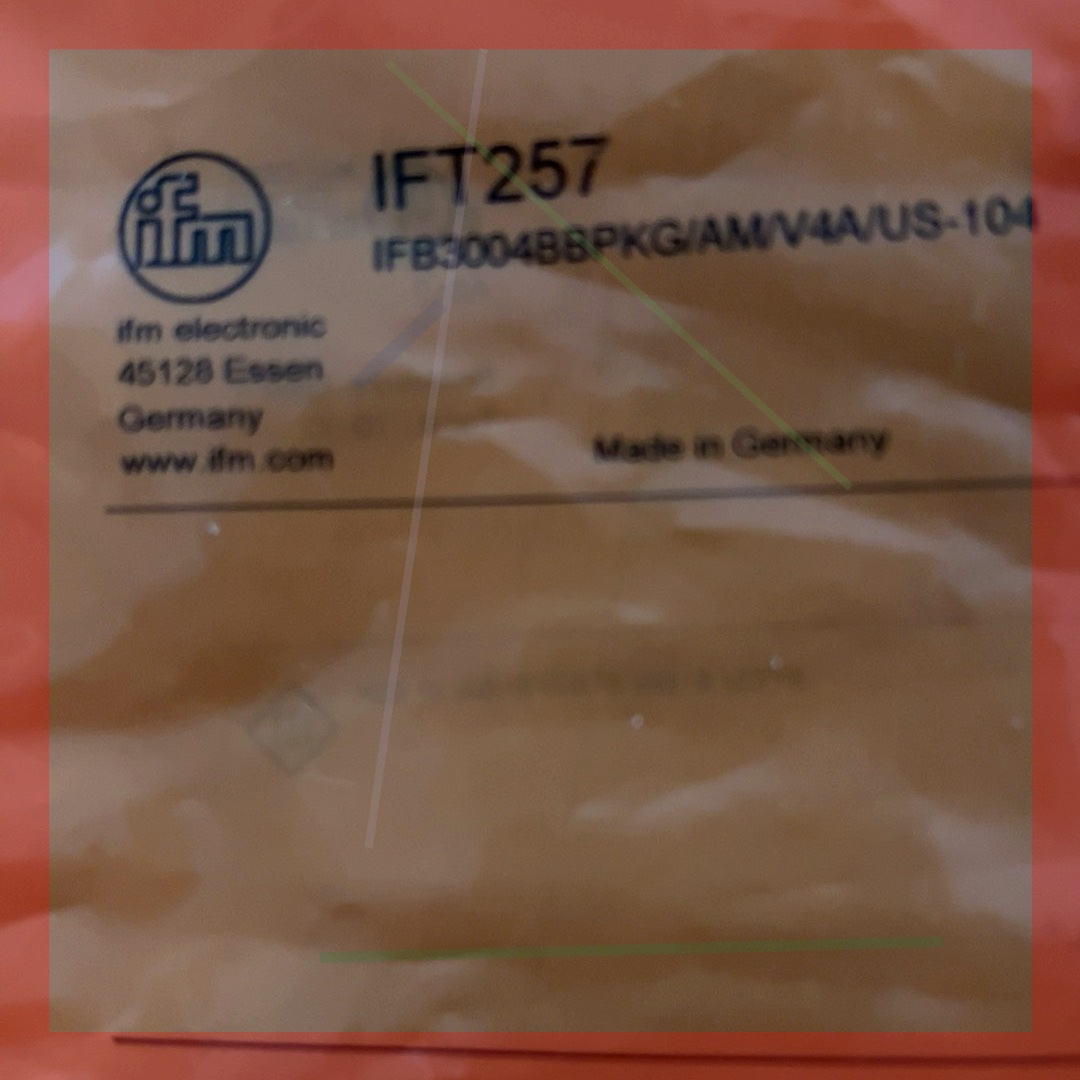 ifm
IFT257
IFB3004BBPKG/AM/V4A/US-104
ifm electronic
45128 Essen
Germany
www.ifm.com
Made in Germany